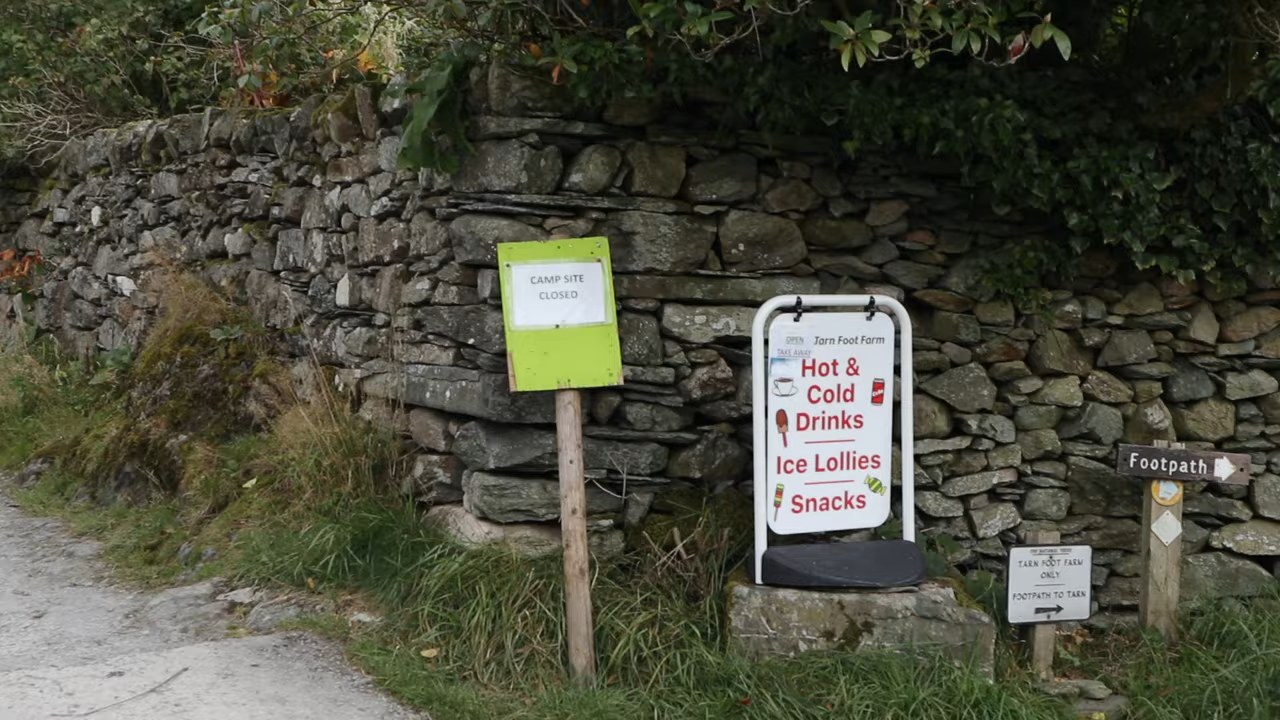 CAMP SITE
CLOSED
OPEN
TAKE AWAY
Tarn Foot Farm
Hot &
Cold
Drinks
Ice Lollies
Snacks
Footpath
TARN FOOT FARM
ONLY
FOOTPATH TO TARN